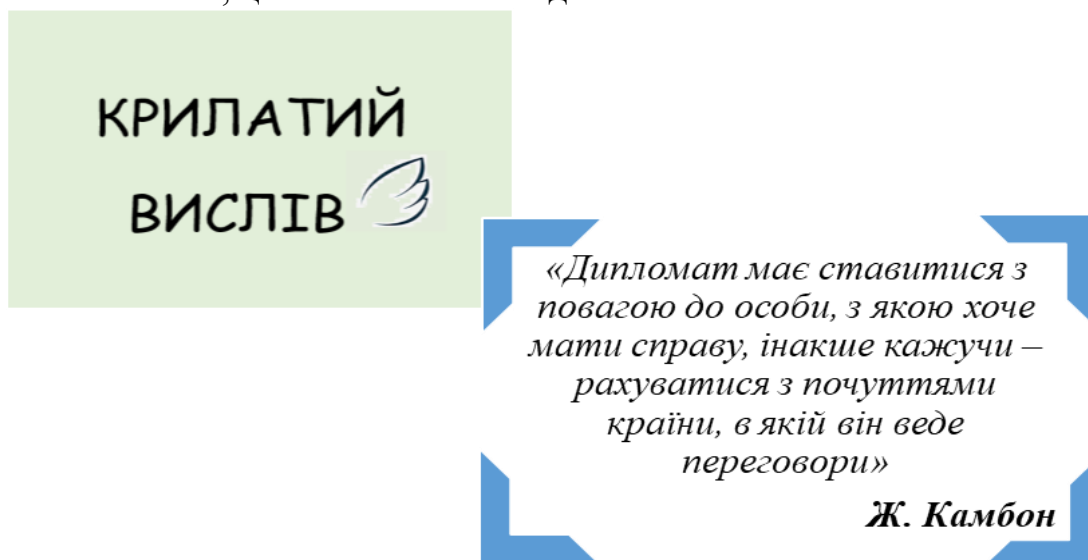 КРИЛАТИЙ
ВИСЛІВ
«Дипломат має ставитися з
повагою до особи, з якою хоче
мати справу, інакше кажучи –
рахуватися з почуттями
країни, в якій він веде
переговори»
Ж. Камбон